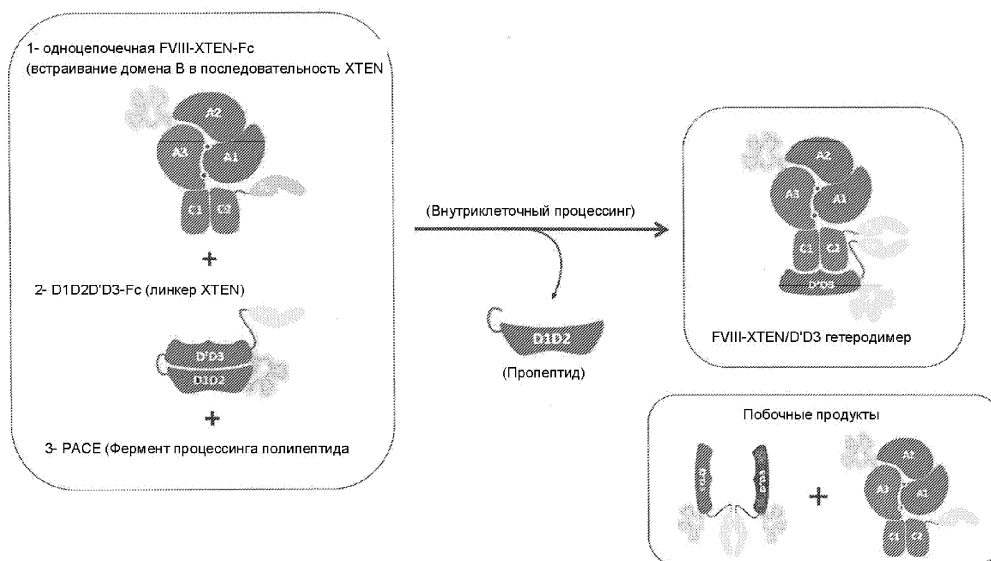 1- одноцепочечная FVIII-XTEN-Fc
(встраивание домена B в последовательность XTEN
A2
A3
A1
C1
C2
+
2- D1D2D'D3-Fc (линкер XTEN)
D'D3
D1D2
+
3- PACE (Фермент процессинга полипептида
(Внутриклеточный процессинг)
D1D2
(Пропептид)
A2
A3
A1
C1
C2
D'D3
FVIII-XTEN/D'D3 гетеродимер
Побочные продукты
D'D3
+
A2
A3
A1
C1
C2